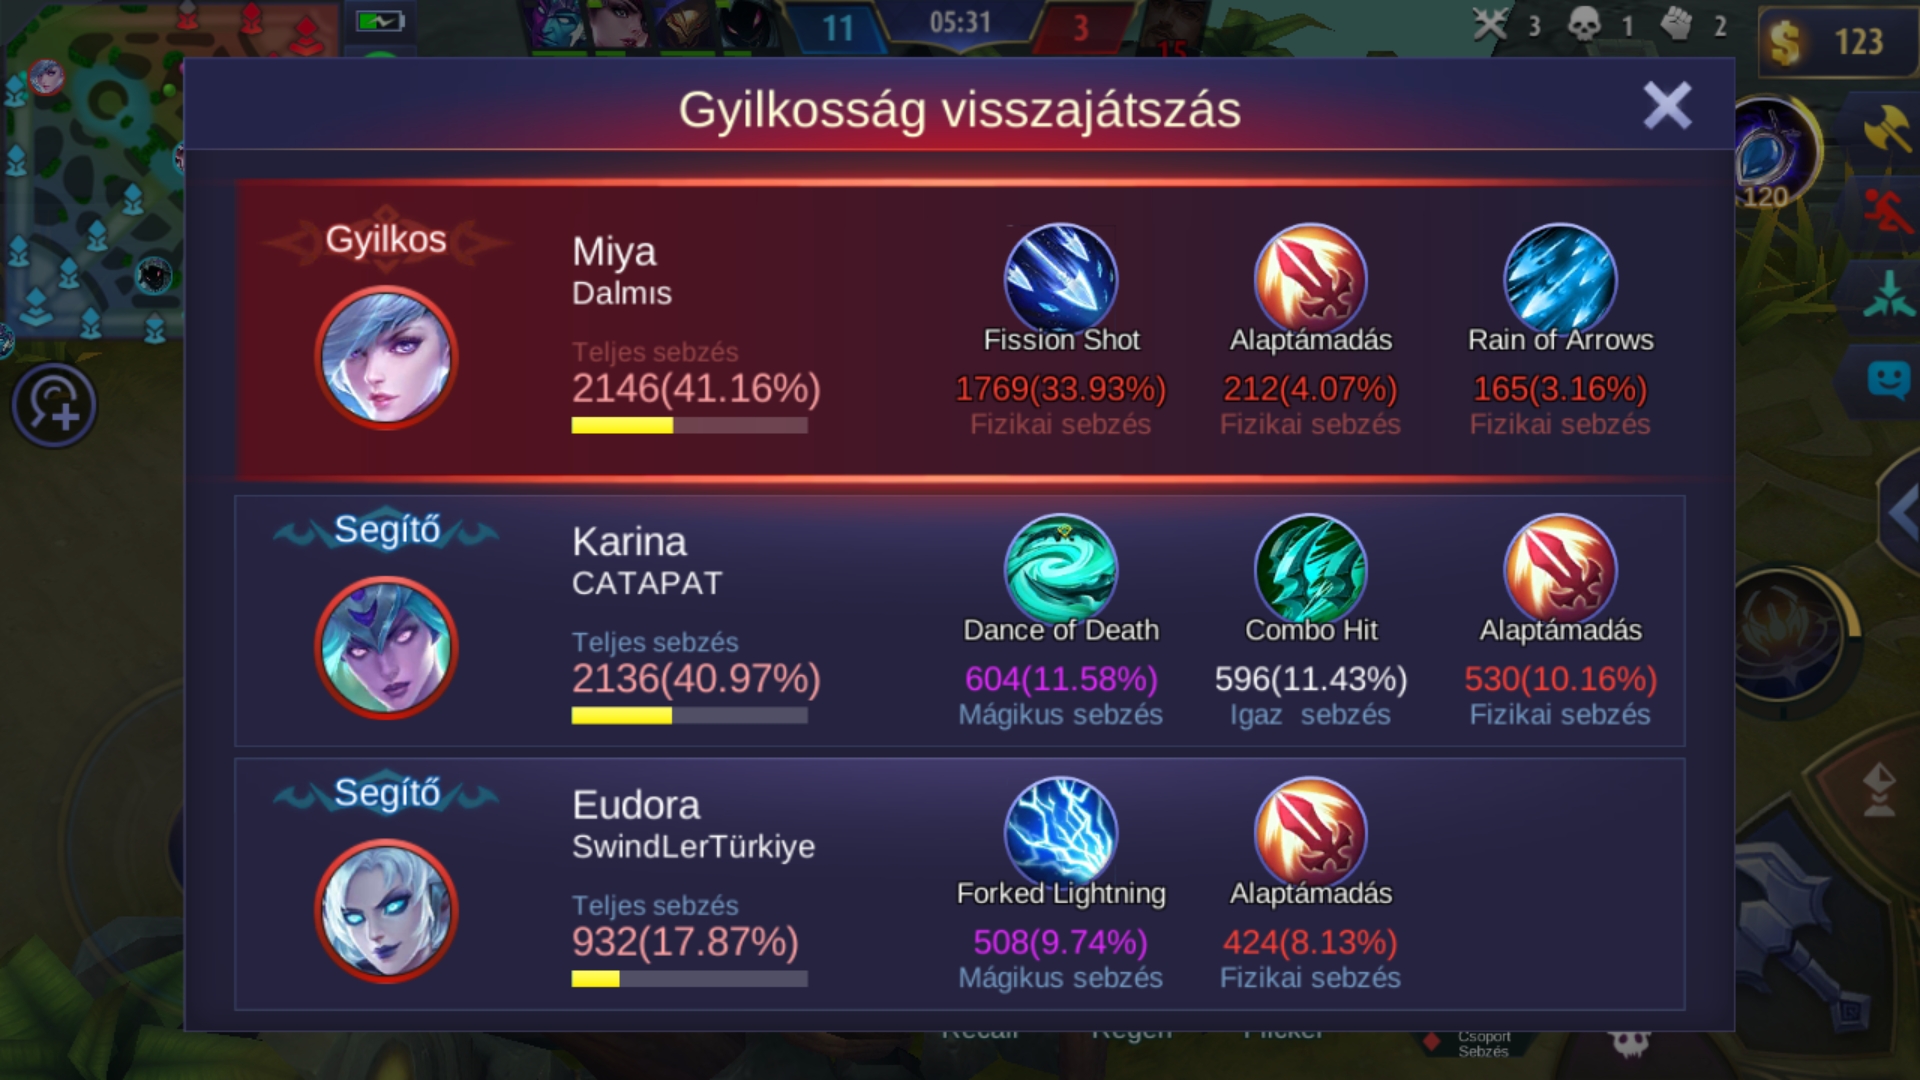 11
05:31
3
15
3
1
2
123
Gyilkosság visszajátszás
120
Gyilkos
Miya
Dalmıs
Teljes sebzés
2146(41.16%)
Fission Shot
1769(33.93%)
Fizikai sebzés
Alaptámadás
212(4.07%)
Fizikai sebzés
Rain of Arrows
165(3.16%)
Fizikai sebzés
Segítő
Karina
CATAPAT
Teljes sebzés
2136(40.97%)
Dance of Death
604(11.58%)
Mágikus sebzés
Combo Hit
596(11.43%)
Igaz  sebzés
Alaptámadás
530(10.16%)
Fizikai sebzés
Segítő
Eudora
SwindLerTürkiye
Teljes sebzés
932(17.87%)
Forked Lightning
508(9.74%)
Mágikus sebzés
Alaptámadás
424(8.13%)
Fizikai sebzés
Recall
Regen
Flicker
Csoport
Sebzés